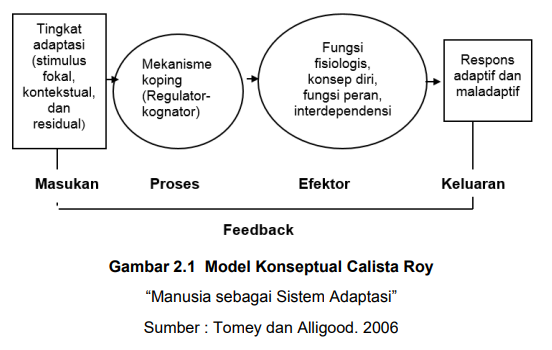 Tingkat
adaptasi
(stimulus
fokal,
kontekstual,
dan
residual)
Mekanisme
koping
(Regulator-
kognator)
Fungsi
fisiologis,
konsep diri,
fungsi peran,
interdependensi
Respons
adaptif dan
maladaptif
Masukan
Proses
Efektor
Keluaran
Feedback
Gambar 2.1 Model Konseptual Calista Roy
“Manusia sebagai Sistem Adaptasi”
Sumber : Tomey dan Alligood. 2006